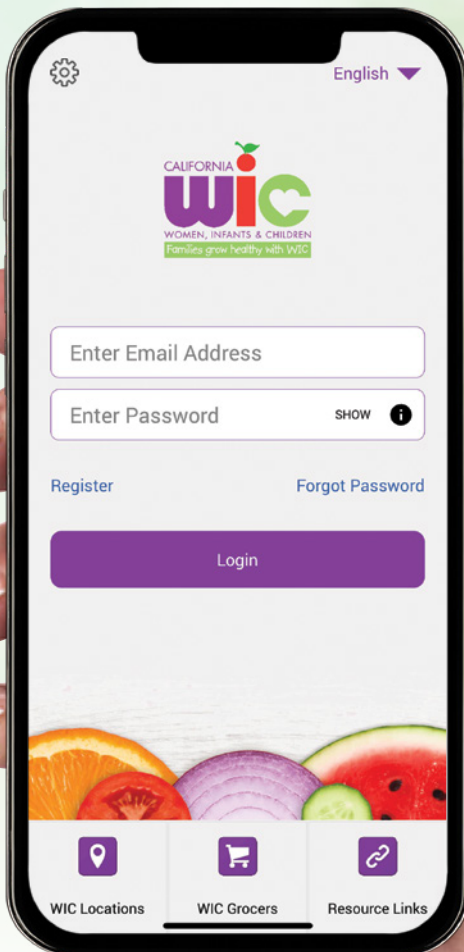 English
CALIFORNIA
wic
WOMEN, INFANTS & CHILDREN
Families grow healthy with WIC
Enter Email Address
Enter Password SHOW
Register Forgot Password
Login
WIC Locations WIC Grocers Resource Links